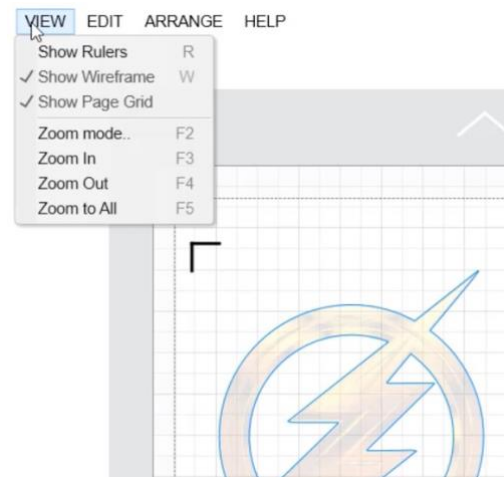 VIEW EDIT ARRANGE HELP
Show Rulers R
Show Wireframe W
Show Page Grid
Zoom mode.. F2
Zoom In F3
Zoom Out F4
Zoom to All F5